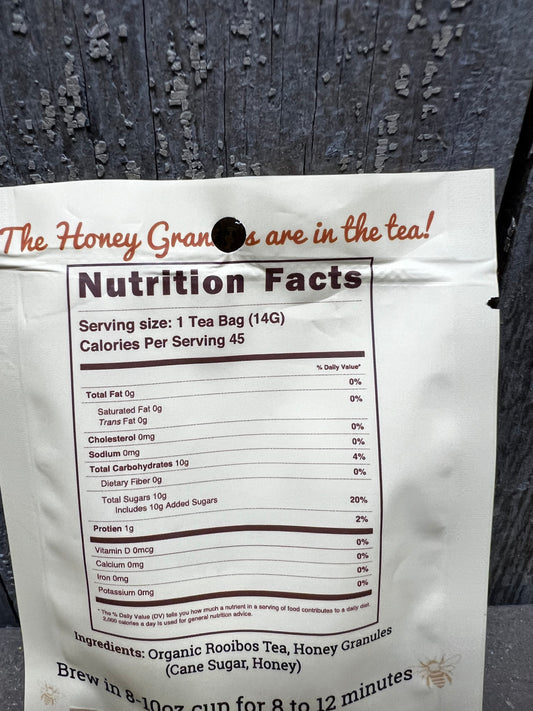 The Honey are in the tea!
Nutrition Facts
Serving size: 1 Tea Bag (14G)
Calories Per Serving 45
% Daily Value*
Total Fat 0g 0%
Saturated Fat 0g 0%
Trans Fat 0g
Cholesterol 0mg 0%
Sodium 0mg 0%
Total Carbohydrates 10g 4%
Dietary Fiber 0g 0%
Total Sugars 10g
Includes 10g Added Sugars 20%
Protien 1g 2%
Vitamin D 0mcg 0%
Calcium 0mg 0%
Iron 0mg 0%
Potassium 0mg 0%
* The % Daily Value (DV) tells you how much a nutrient in a serving of food contributes to a daily diet.
2,000 calories a day is used for general nutrition advice.
Ingredients: Organic Rooibos Tea, Honey Granules
(Cane Sugar, Honey)
Brew in 8-10oz cup for 8 to 12 minutes